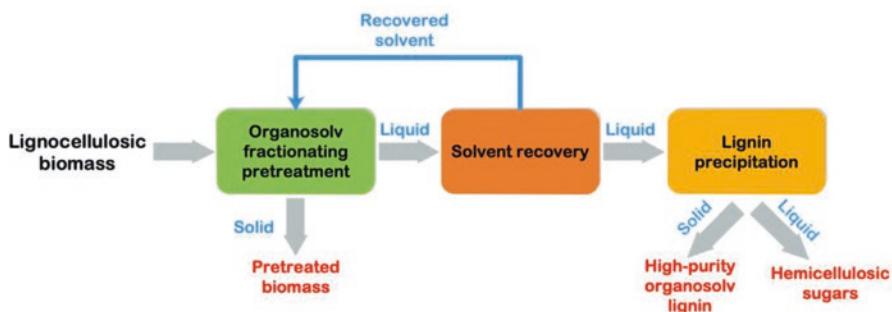 Recovered
solvent
Lignocellulosic
biomass
Organosolv
fractionating
pretreatment
Liquid
Solvent recovery
Liquid
Lignin
precipitation
Solid
Pretreated
biomass
Solid
Liquid
High-purity
organosolv
lignin
Hemicellulosic
sugars